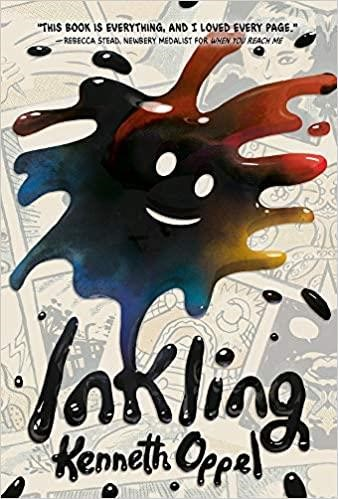 "THIS BOOK IS EVERYTHING, AND I LOVED EVERY PAGE."
— REBECCA STEAD, NEWBERY MEDALIST FOR WHEN YOU REACH ME
Inkling
Kenneth Oppel